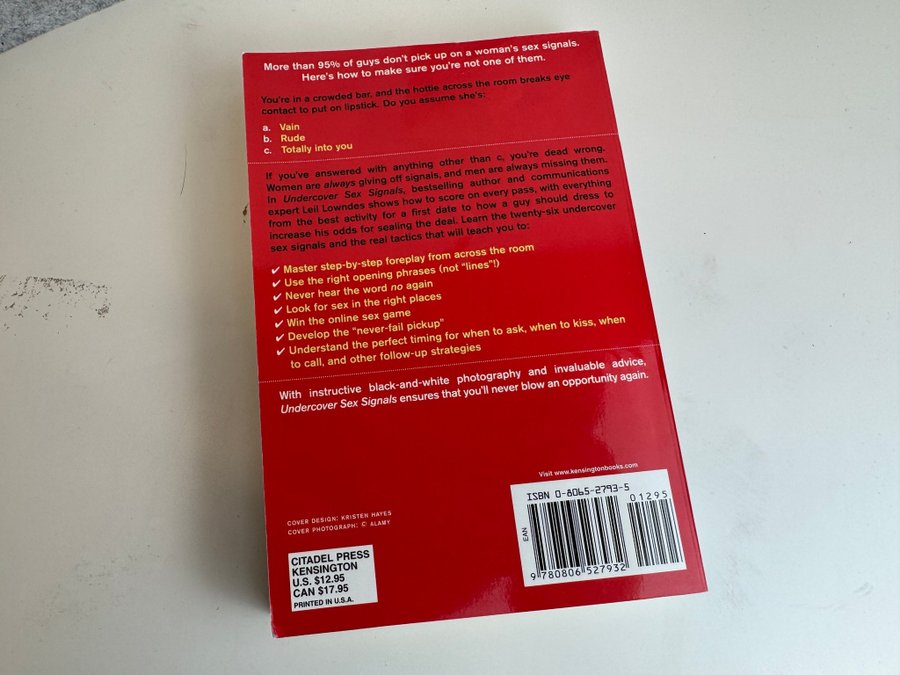 More than 95% of guys don't pick up on a woman's sex signals.
Here's how to make sure you're not one of them.
You're in a crowded bar, and the hottie across the room breaks eye
contact to put on lipstick. Do you assume she's:
a. Vain
b. Rude
c. Totally into you
If you've answered with anything other than c, you're dead wrong.
Women are always giving off signals, and men are always missing them.
In Undercover Sex Signals, bestselling author and communications
expert Leil Lowndes shows how to score on every pass, with everything
from the best activity for a first date to how a guy should dress to
increase his odds for sealing the deal. Learn the twenty-six undercover
sex signals and the real tactics that will teach you to:
✔ Master step-by-step foreplay from across the room
✔ Use the right opening phrases (not "lines"!)
✔ Never hear the word no again
✔ Look for sex in the right places
✔ Win the online sex game
✔ Develop the "never-fail pickup"
✔ Understand the perfect timing for when to ask, when to kiss, when
to call, and other follow-up strategies
With instructive black-and-white photography and invaluable advice,
Undercover Sex Signals ensures that you'll never blow an opportunity again.
Visit www.kensingtonbooks.com
ISBN 0-8065-2793-5
01295
EAN
9 780806 527932
COVER DESIGN: KRISTEN HAYES
COVER PHOTOGRAPH: © ALAMY
CITADEL PRESS
KENSINGTON
U.S. $12.95
CAN $17.95
PRINTED IN U.S.A.